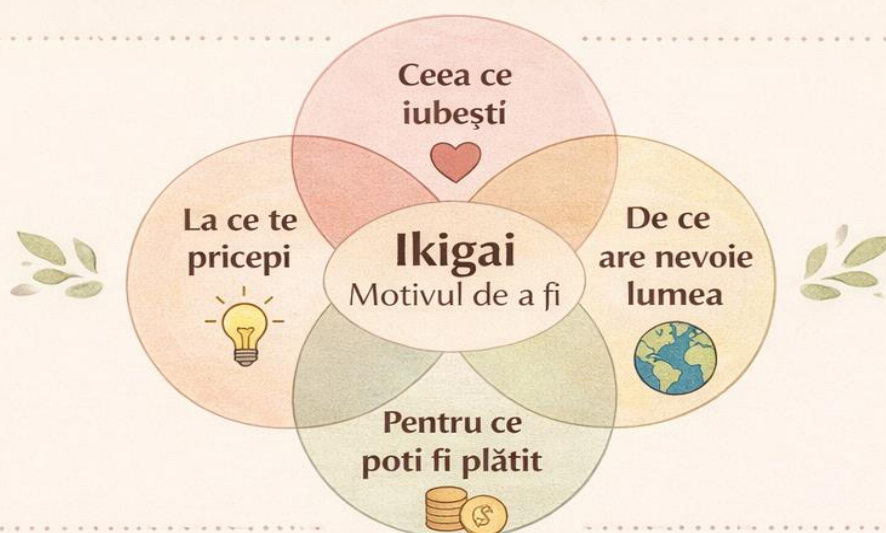 Ceea ce
iubeşti
La ce te
pricepi
Ikigai
Motivul de a fi
De ce
are nevoie
lumea
Pentru ce
poti fi plătit